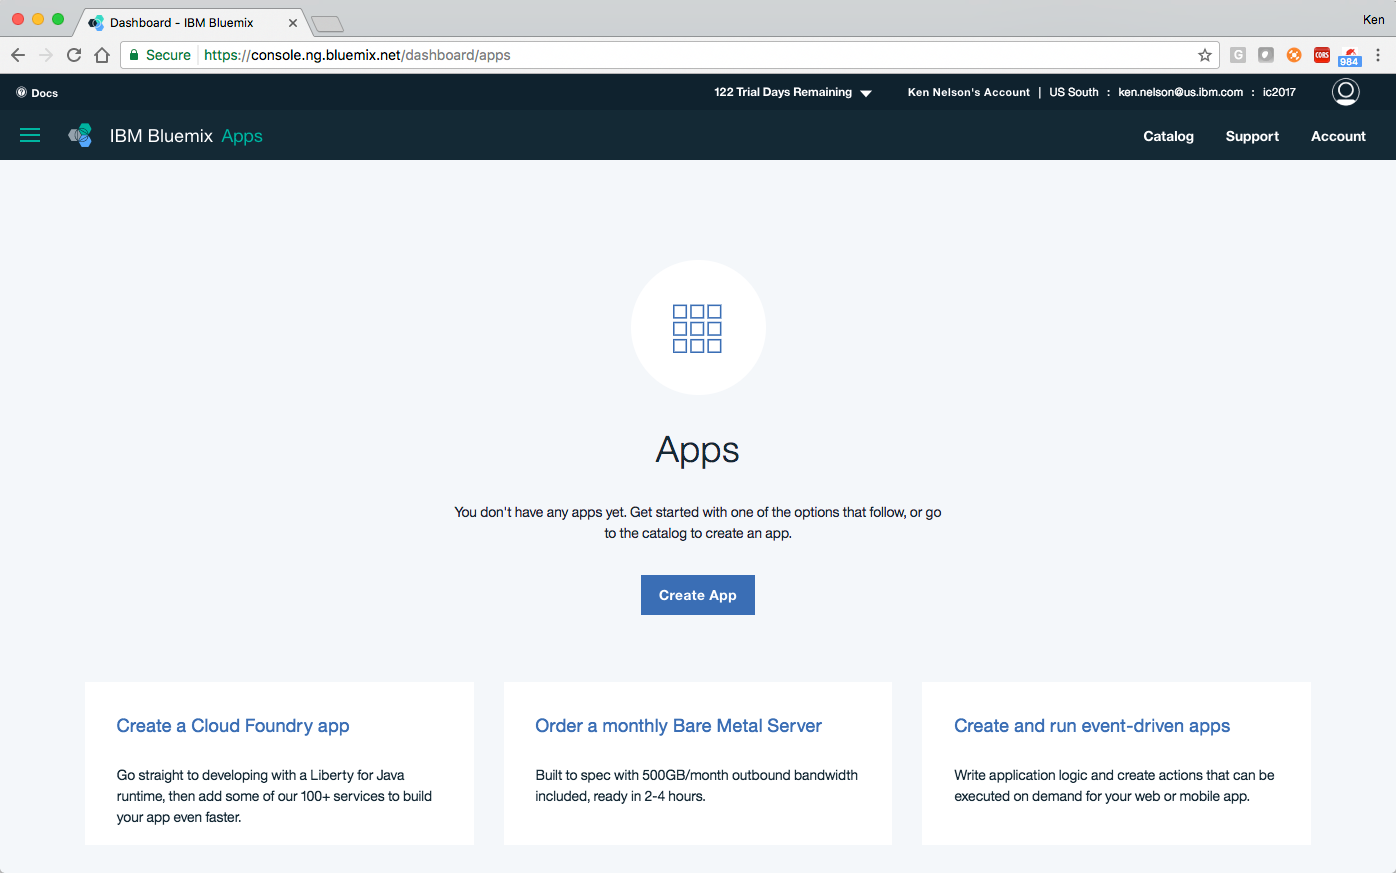 Dashboard - IBM Bluemix
Ken
Secure https://console.ng.bluemix.net/dashboard/apps
G
CORS
984
Docs
122 Trial Days Remaining
Ken Nelson's Account | US South : ken.nelson@us.ibm.com : ic2017
IBM Bluemix Apps
Catalog Support Account
Apps
You don't have any apps yet. Get started with one of the options that follow, or go
to the catalog to create an app.
Create App
Create a Cloud Foundry app
Go straight to developing with a Liberty for Java
runtime, then add some of our 100+ services to build
your app even faster.
Order a monthly Bare Metal Server
Built to spec with 500GB/month outbound bandwidth
included, ready in 2-4 hours.
Create and run event-driven apps
Write application logic and create actions that can be
executed on demand for your web or mobile app.